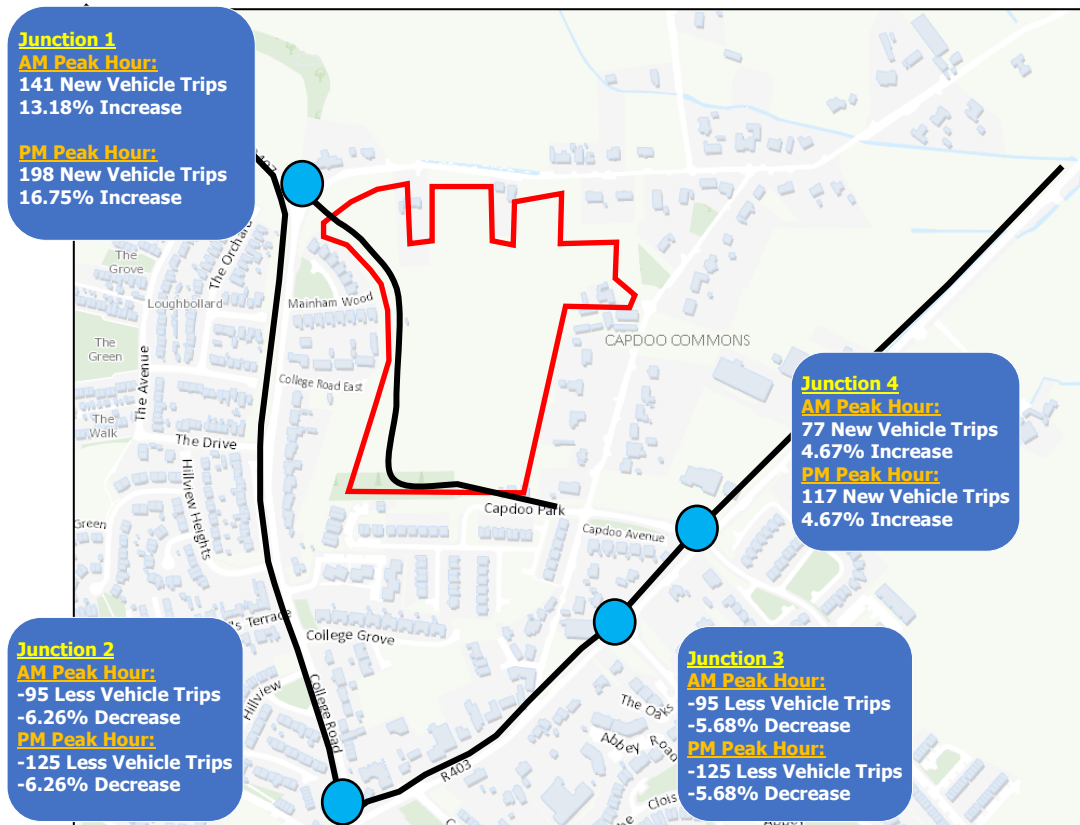 Junction 1
AM Peak Hour:
141 New Vehicle Trips
13.18% Increase
PM Peak Hour:
198 New Vehicle Trips
16.75% Increase
The Grove
The Orchard
Loughbollard
Mainham Wood
The Green
The Avenue
College Road East
CAPDOO COMMONS
The Walk
The Drive
Hillview Heights
Green
Capdoo Park
Capdoo Avenue
Junction 4
AM Peak Hour:
77 New Vehicle Trips
4.67% Increase
PM Peak Hour:
117 New Vehicle Trips
4.67% Increase
Terrace
College Grove
Hillview
College Road
R403
Junction 2
AM Peak Hour:
-95 Less Vehicle Trips
-6.26% Decrease
PM Peak Hour:
-125 Less Vehicle Trips
-6.26% Decrease
Junction 3
AM Peak Hour:
-95 Less Vehicle Trips
-5.68% Decrease
PM Peak Hour:
-125 Less Vehicle Trips
-5.68% Decrease
The Oaks
Abbey Road